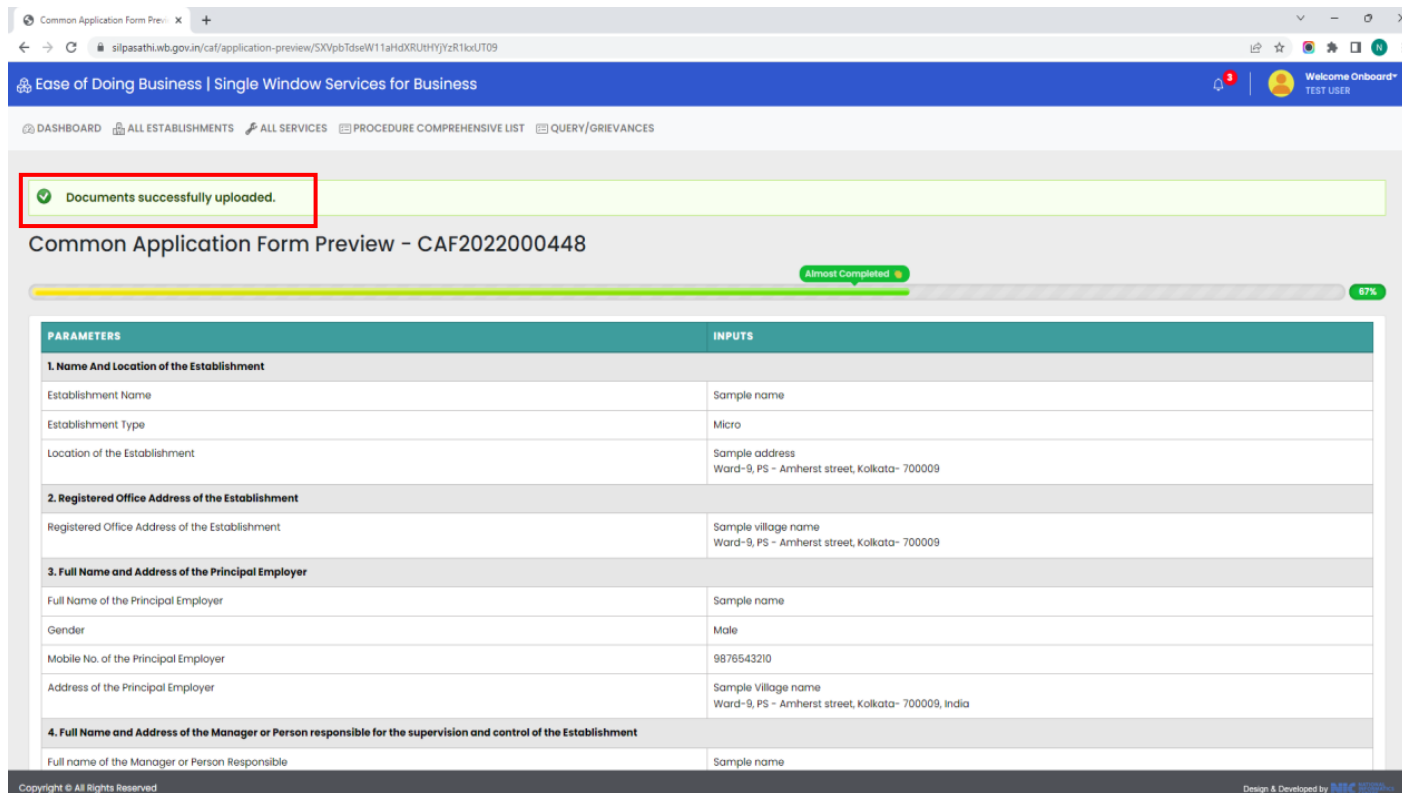 Common Application Form Previ
silpasathi.wb.gov.in/caf/application-preview/SXVpbTdseW11aHdXRUtHYjYzR1kxUT09
N
Ease of Doing Business | Single Window Services for Business
3
Welcome Onboard
TEST USER
DASHBOARD ALL ESTABLISHMENTS ALL SERVICES PROCEDURE COMPREHENSIVE LIST QUERY/GRIEVANCES
Documents successfully uploaded.
Common Application Form Preview - CAF2022000448
Almost Completed
67%
PARAMETERS INPUTS
1. Name And Location of the Establishment
Establishment Name Sample name
Establishment Type Micro
Location of the Establishment Sample address
Ward-9, PS - Amherst street, Kolkata- 700009
2. Registered Office Address of the Establishment
Registered Office Address of the Establishment Sample village name
Ward-9, PS - Amherst street, Kolkata- 700009
3. Full Name and Address of the Principal Employer
Full Name of the Principal Employer Sample name
Gender Male
Mobile No. of the Principal Employer 9876543210
Address of the Principal Employer Sample Village name
Ward-9, PS - Amherst street, Kolkata- 700009, India
4. Full Name and Address of the Manager or Person responsible for the supervision and control of the Establishment
Full name of the Manager or Person Responsible Sample name
Copyright © All Rights Reserved
Design & Developed by NIC